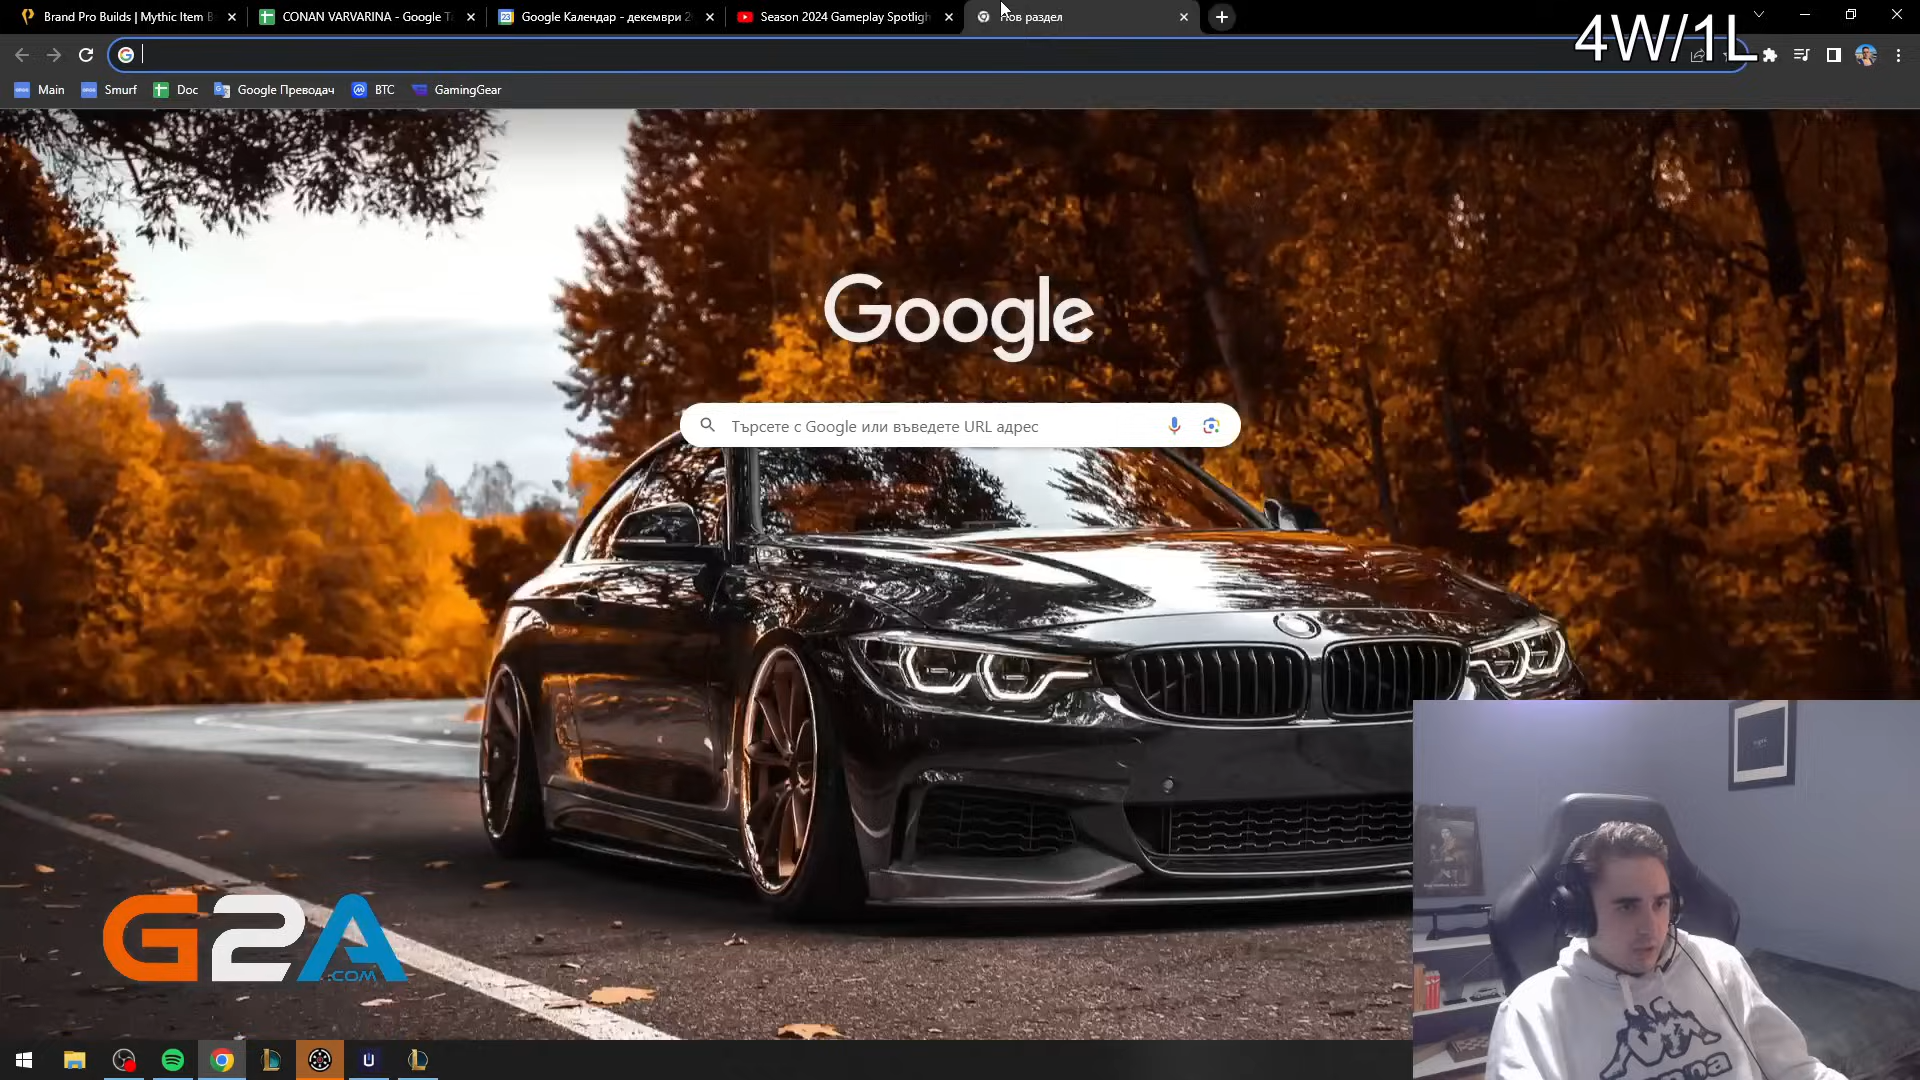 Brand Pro Builds | Mythic Item B
CONAN VARVARINA - Google Т
Google Календар - декември 2
Season 2024 Gameplay Spotligh
Нов раздел
4W/1L
Main
Smurf
Doc
Google Преводач
BTC
GamingGear
Google
Търсете с Google или въведете URL адрес
G2A
.COM
Kappa